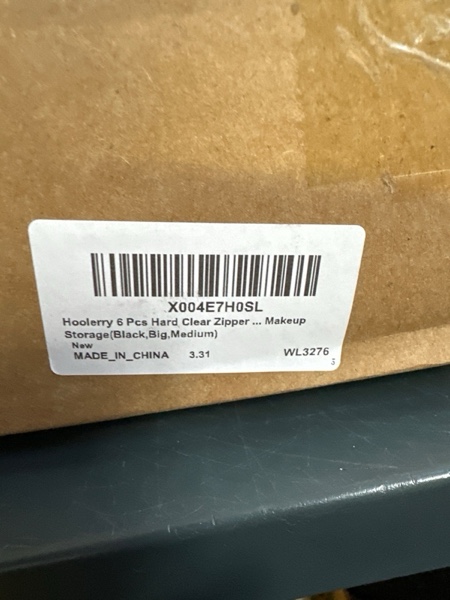 X004E7H0SL
Hoolerry 6 Pcs Hard Clear Zipper ... Makeup
Storage(Black,Big,Medium)
New
MADE_IN_CHINA 3.31 WL3276